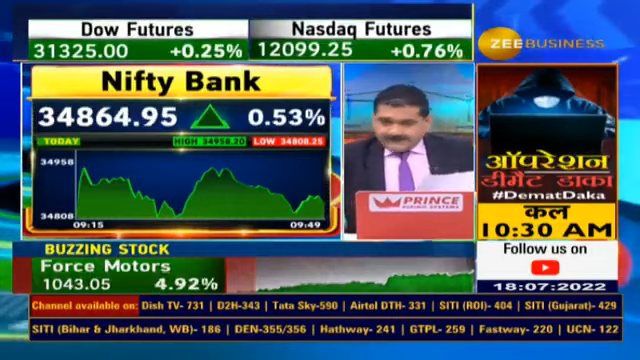 Dow Futures
31325.00 +0.25%
Nasdaq Futures
12099.25 +0.76%
ZEE BUSINESS
Nifty Bank
34864.95 0.53%
TODAY HIGH 34958.20 LOW 34808.25
34958
34808
09:15 09:49
PRINCE
PIPING SYSTEMS
ऑपरेशन
डीमैट डाका
#DematDaka
कल
10:30 AM
BUZZING STOCK
Force Motors
1043.05 4.92%
Follow us on
18:07:2022
Channel available on: Dish TV- 731 | D2H-343 | Tata Sky-590 | Airtel DTH- 331 | SITI (ROI)- 404 | SITI (Gujarat)- 429
SITI (Bihar & Jharkhand, WB)- 186 | DEN-355/356 | Hathway- 241 | GTPL- 259 | Fastway- 220 | UCN- 122